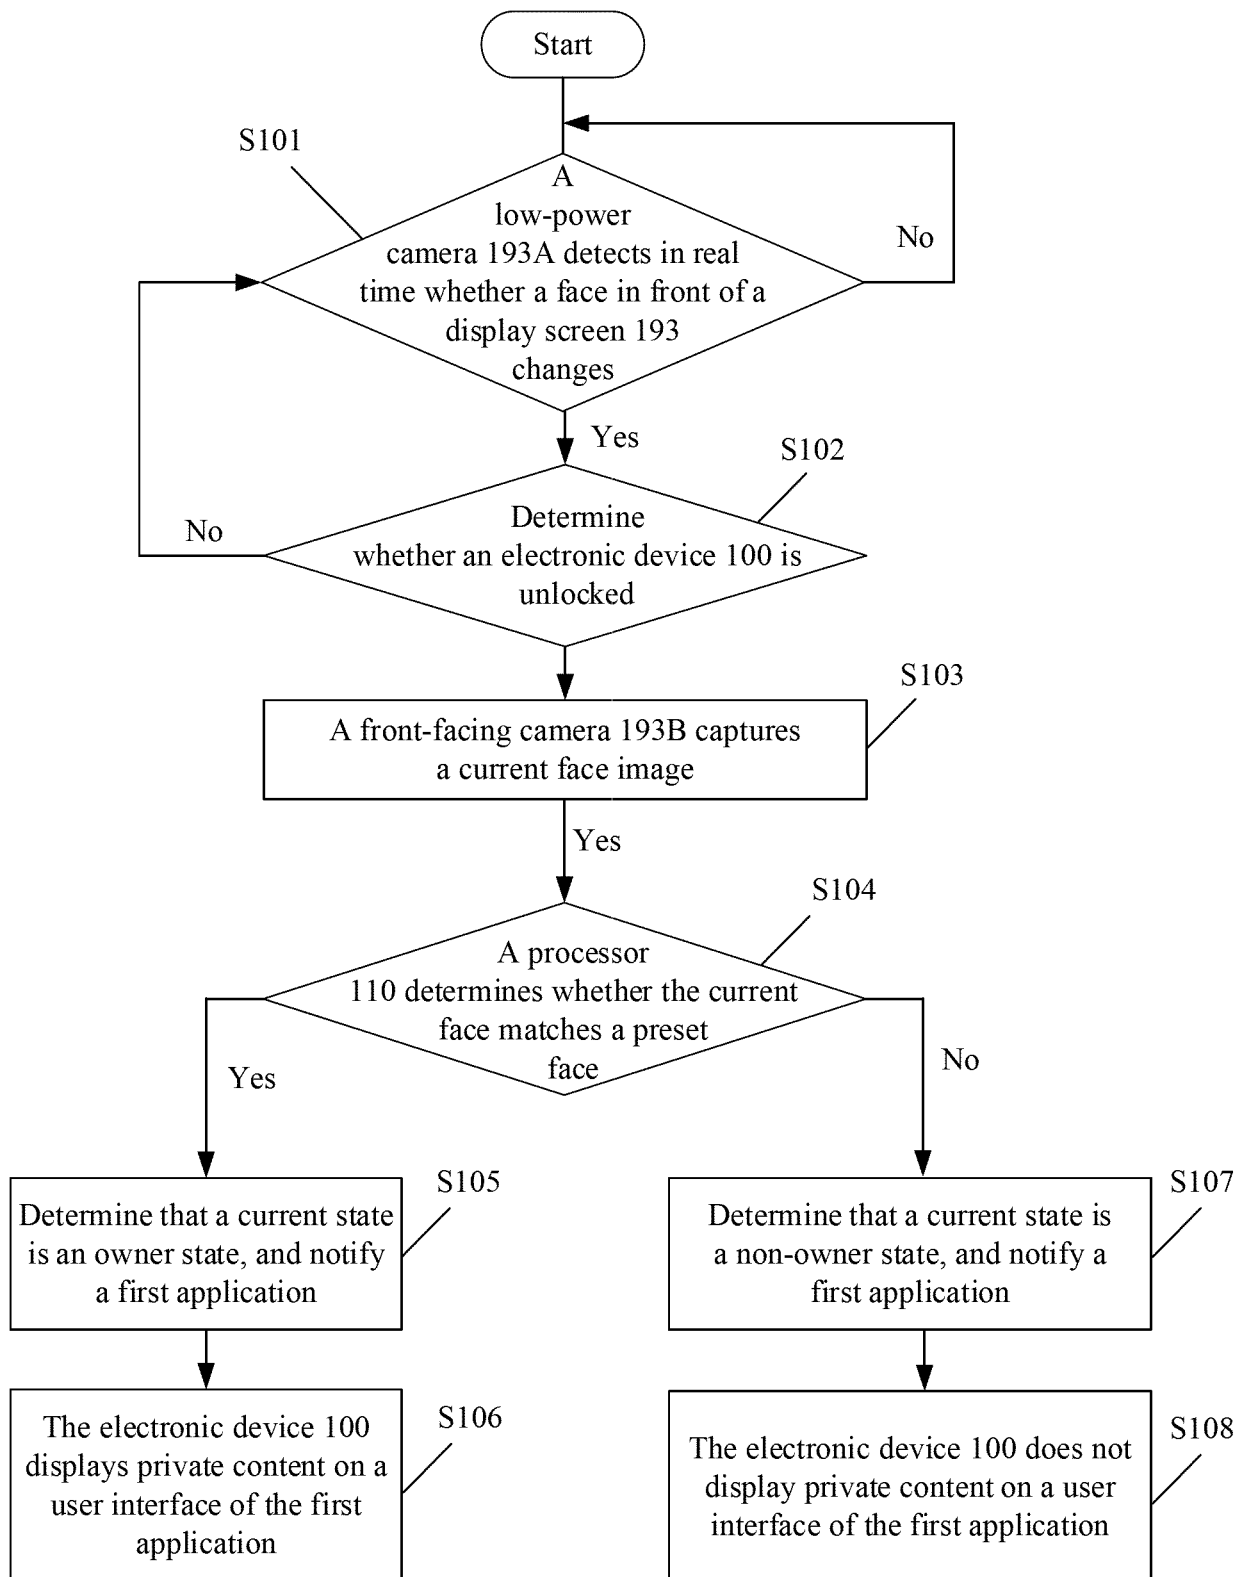 Start
S101
A
low-power
camera 193A detects in real
time whether a face in front of a
display screen 193
changes
No
Yes
S102
Determine
whether an electronic device 100 is
unlocked
No
S103
A front-facing camera 193B captures
a current face image
Yes
S104
A processor
110 determines whether the current
face matches a preset
face
Yes
No
S105
Determine that a current state
is an owner state, and notify
a first application
S107
Determine that a current state is
a non-owner state, and notify a
first application
S106
The electronic device 100
displays private content on a
user interface of the first
application
S108
The electronic device 100 does not
display private content on a user
interface of the first application